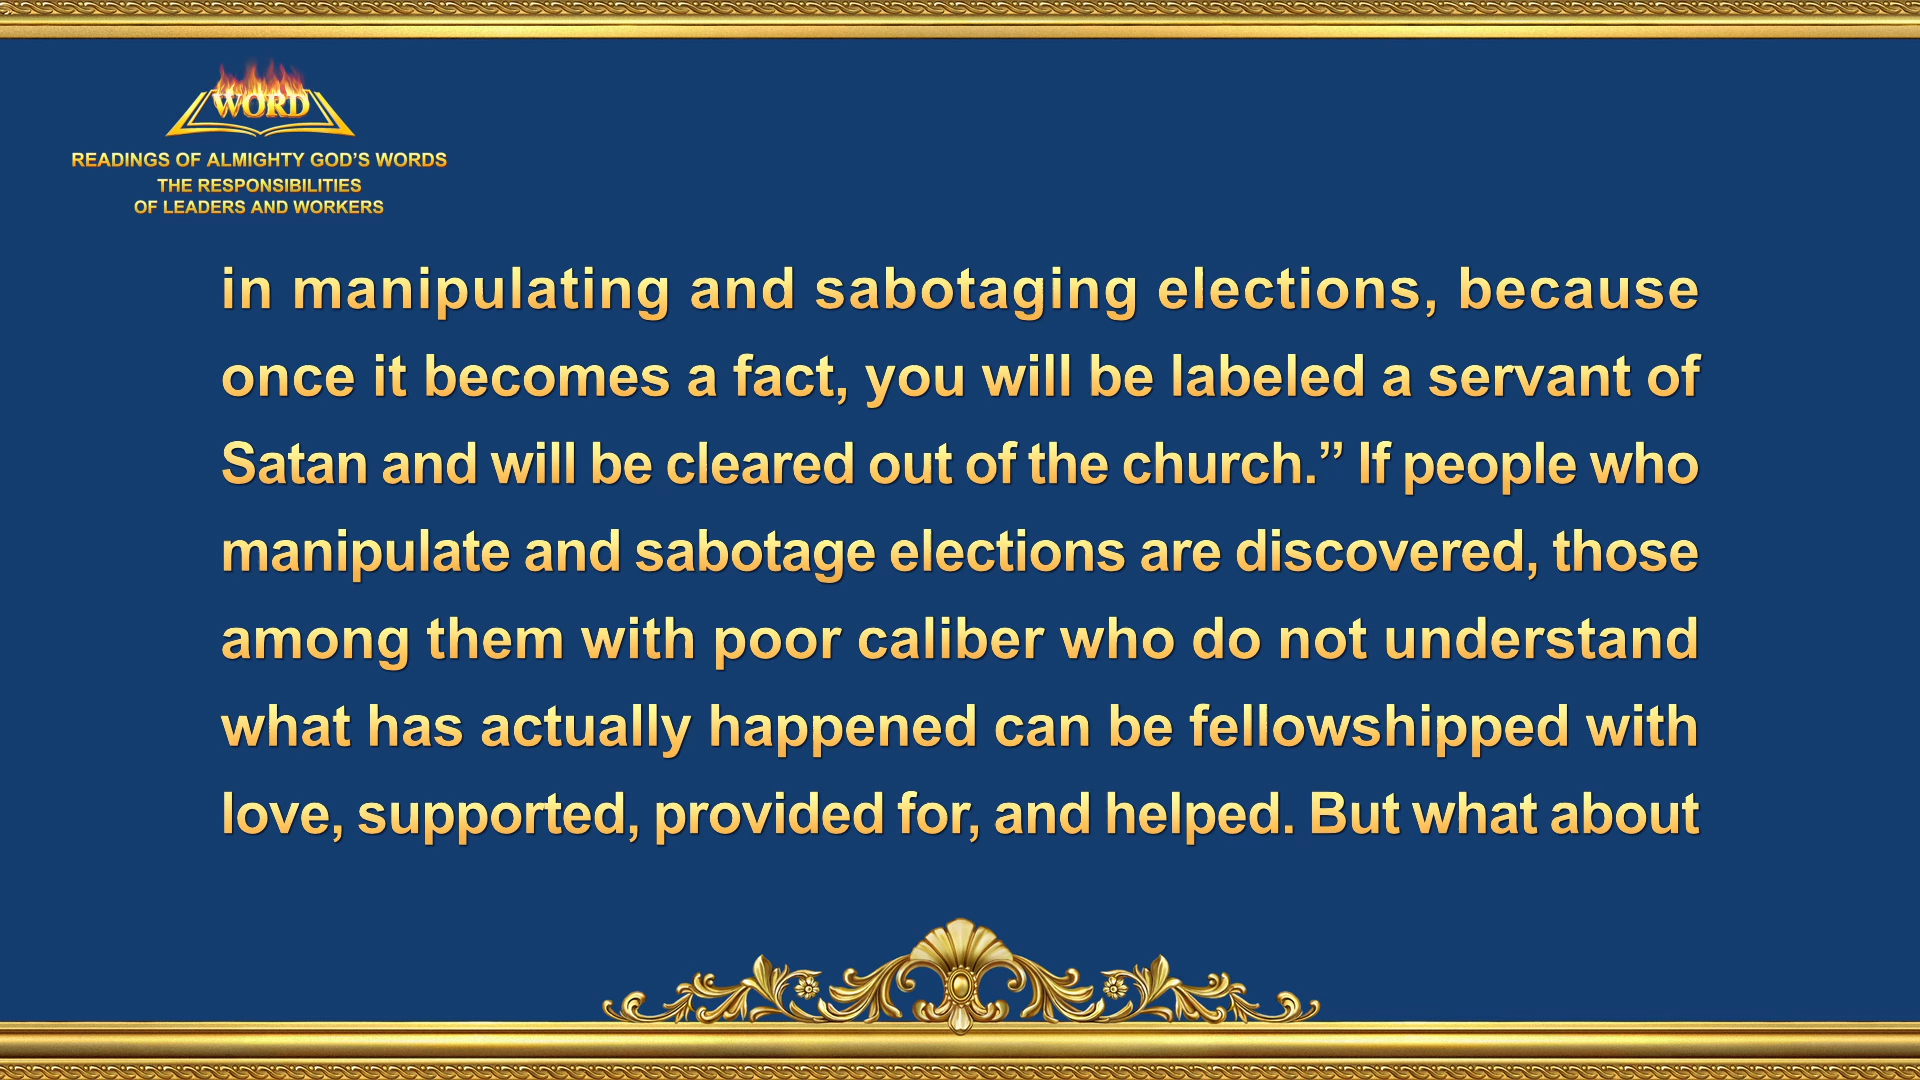 WORD
READINGS OF ALMIGHTY GOD’S WORDS
THE RESPONSIBILITIES
OF LEADERS AND WORKERS
in manipulating and sabotaging elections, because
once it becomes a fact, you will be labeled a servant of
Satan and will be cleared out of the church.” If people who
manipulate and sabotage elections are discovered, those
among them with poor caliber who do not understand
what has actually happened can be fellowshipped with
love, supported, provided for, and helped. But what about